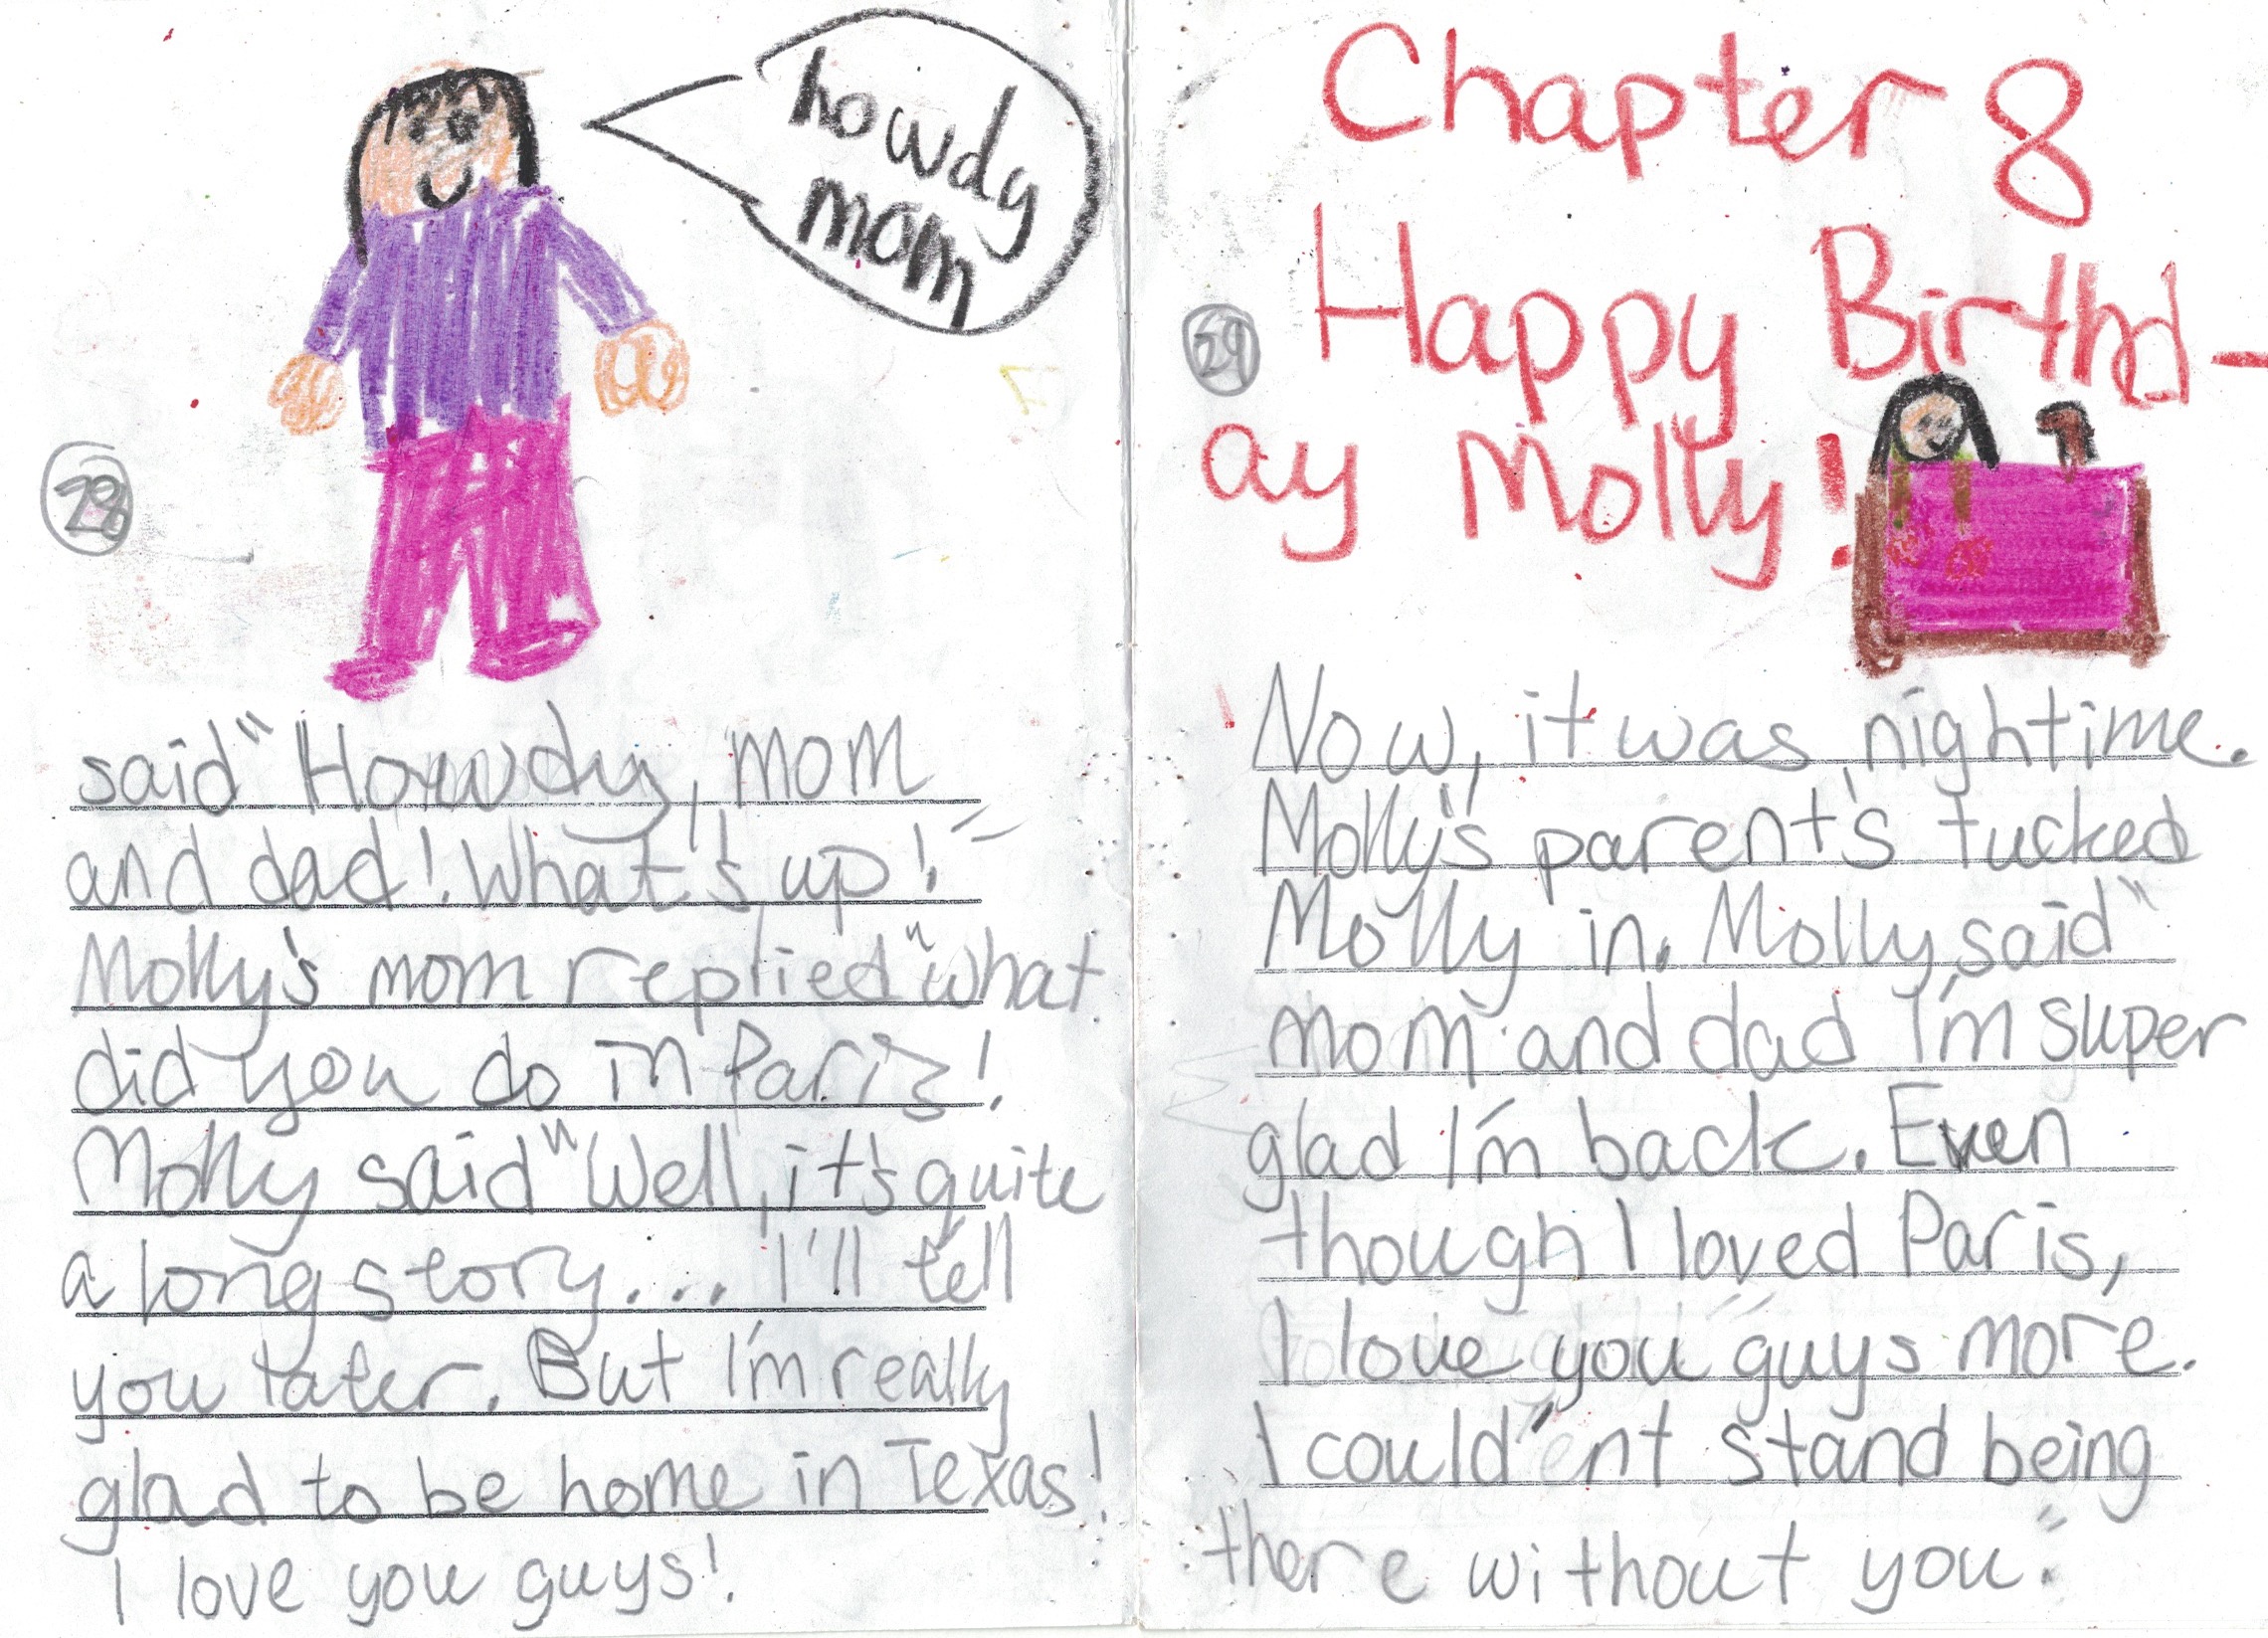 howdy
mom
28
said" Howdy, mom
and dad! What's up!"
Molly's mom replied "what
did you do in Paris!
Molly said "Well, it's quite
a long story... I'll tell
you later. But I'm really
glad to be home in Texas!
I love you guys!
Chapter 8
Happy Birthd-
29
ay Molly!
Now, it was nightime.
Molly's parent's tucked
Molly in. Molly said"
mom and dad I'm super
glad I'm back. Even
though I loved Paris,
I love you guys more.
I could'ent stand being
there without you."